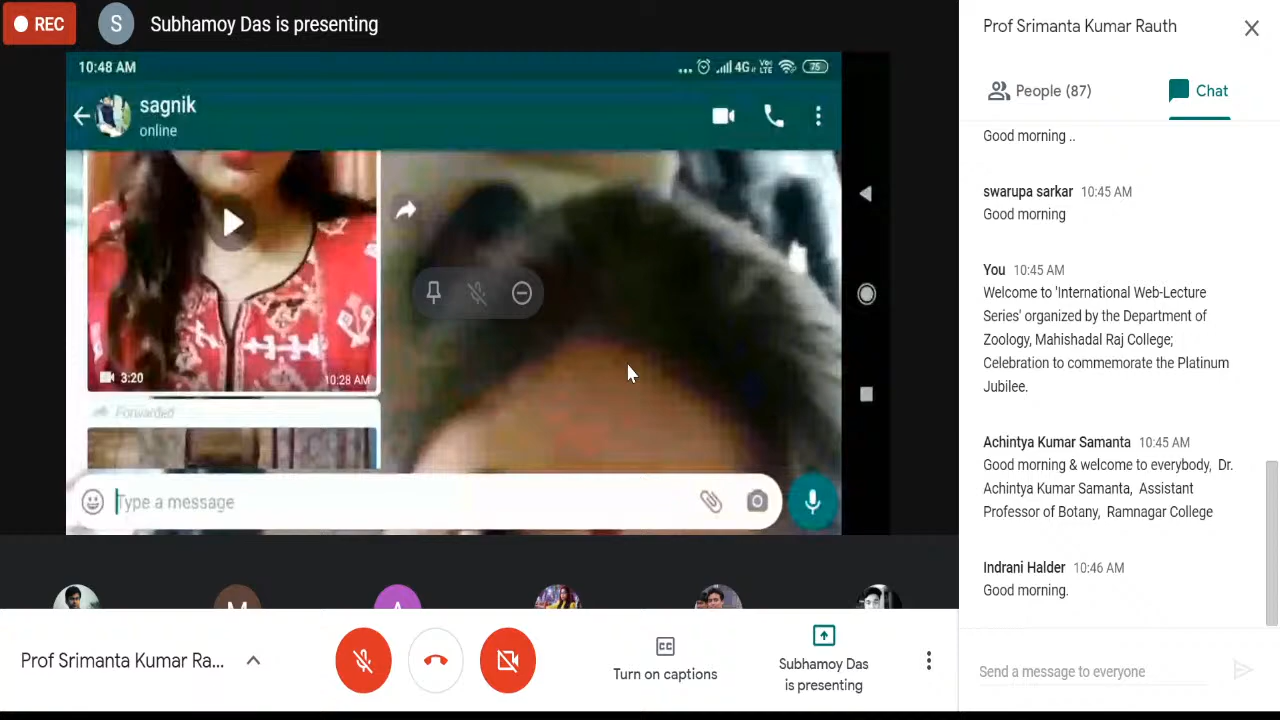 REC
S
Subhamoy Das is presenting
10:48 AM
4G
Vo)
LTE
75
sagnik
online
3:20
10:28 AM
Forwarded
Type a message
M
A
Prof Srimanta Kumar Ra...
Turn on captions
Subhamoy Das
is presenting
Prof Srimanta Kumar Rauth
People (87)
Chat
Good morning ..
swarupa sarkar 10:45 AM
Good morning
You 10:45 AM
Welcome to 'International Web-Lecture
Series' organized by the Department of
Zoology, Mahishadal Raj College;
Celebration to commemorate the Platinum
Jubilee.
Achintya Kumar Samanta 10:45 AM
Good morning & welcome to everybody, Dr.
Achintya Kumar Samanta, Assistant
Professor of Botany, Ramnagar College
Indrani Halder 10:46 AM
Good morning.
Send a message to everyone